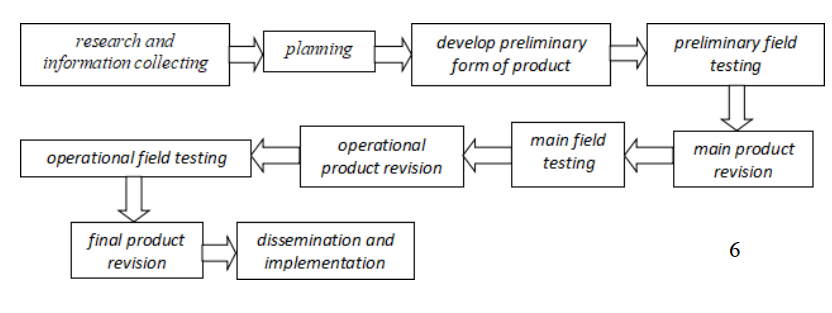 research and
information collecting
planning
develop preliminary
form of product
preliminary field
testing
main product
revision
main field
testing
operational
product revision
operational field testing
final product
revision
dissemination and
implementation
6